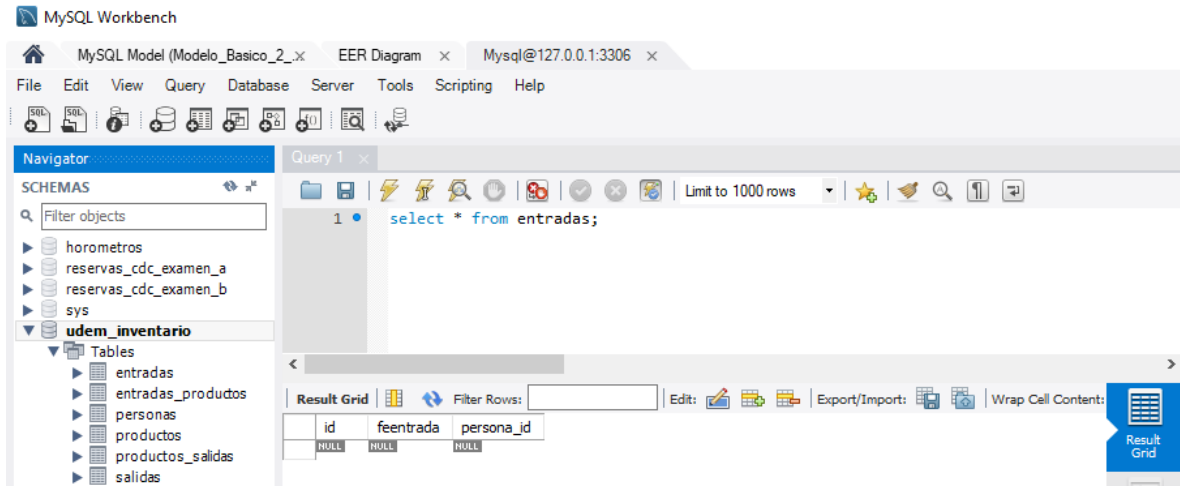 MySQL Workbench
MySQL Model (Modelo_Basico_2_.× EER Diagram × Mysql@127.0.0.1:3306 ×
File Edit View Query Database Server Tools Scripting Help
SQL SQL
Navigator Query 1 ×
SCHEMAS Limit to 1000 rows
Filter objects
1 select * from entradas;
horometros
reservas_cdc_examen_a
reservas_cdc_examen_b
sys
udem_inventario
Tables
entradas
entradas_productos
personas
productos
productos_salidas
salidas
Result Grid Filter Rows: Edit: Export/Import: Wrap Cell Content:
id feentrada persona_id
NULL NULL NULL
Result
Grid